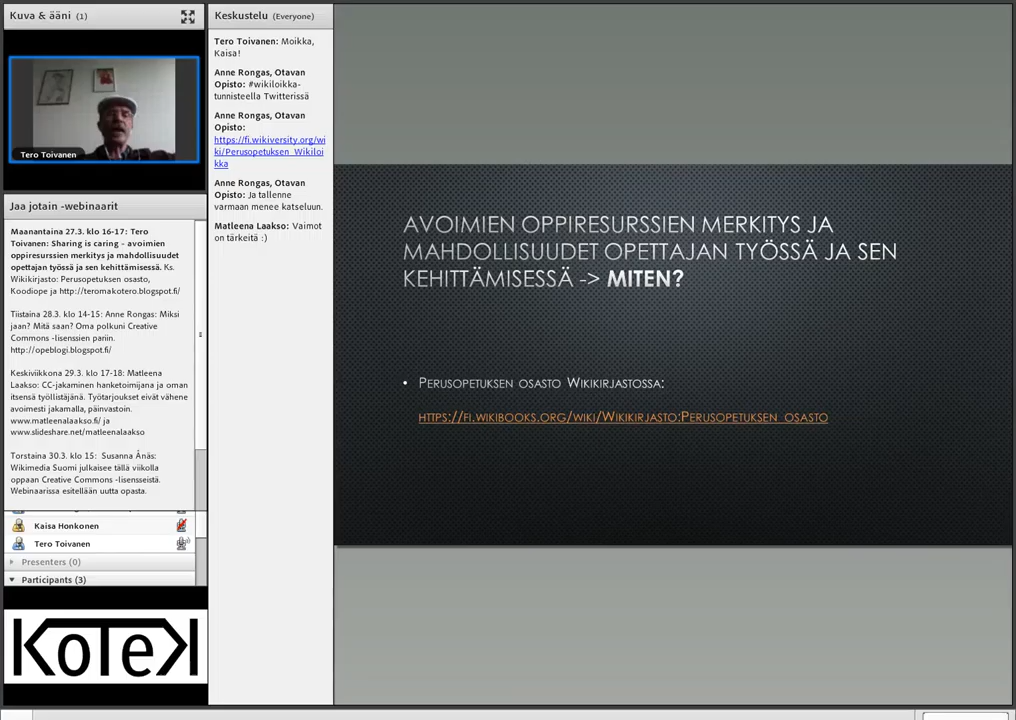 Kuva & ääni (1)
Tero Toivanen
Jaa jotain -webinaarit
Maanantaina 27.3. klo 16-17: Tero
Toivanen: Sharing is caring – avoimien
oppiresurssien merkitys ja mahdollisuudet
opettajan työssä ja sen kehittämisessä. Ks.
Wikikirjasto: Perusopetuksen osasto,
Koodiope ja http://teromakotero.blogspot.fi/
Tiistaina 28.3. klo 14-15: Anne Rongas: Miksi
jaan? Mitä saan? Oma polkuni Creative
Commons -lisenssien pariin.
http://opeblogi.blogspot.fi/
Keskiviikkona 29.3. klo 17-18: Matleena
Laakso: CC-jakaminen hanketoimijana ja oman
itsensä työllistäjänä. Työtarjoukset eivät vähene
avoimesti jakamalla, päinvastoin.
www.matleenalaakso.fi/ ja
www.slideshare.net/matleenalaakso
Torstaina 30.3. klo 15: Susanna Ånäs:
Wikimedia Suomi julkaisee tällä viikolla
oppaan Creative Commons -lisensseistä.
Webinaarissa esitellään uutta opasta.
Kaisa Honkonen
Tero Toivanen
Presenters (0)
Participants (3)
KoTeK
Keskustelu (Everyone)
Tero Toivanen: Moikka,
Kaisa!
Anne Rongas, Otavan
Opisto: #wikiloikka-
tunnisteella Twitterissä
Anne Rongas, Otavan
Opisto:
https://fi.wikiversity.org/wi
ki/Perusopetuksen_Wikiloi
kka
Anne Rongas, Otavan
Opisto: Ja tallenne
varmaan menee katseluun.
Matleena Laakso: Vaimot
on tärkeitä :)
AVOIMIEN OPPIRESURSSIEN MERKITYS JA
MAHDOLLISUUDET OPETTAJAN TYÖSSÄ JA SEN
KEHITTÄMISESSÄ -> MITEN?
• Perusopetuksen osasto Wikikirjastossa:
https://fi.wikibooks.org/wiki/Wikikirjasto:Perusopetuksen_osasto